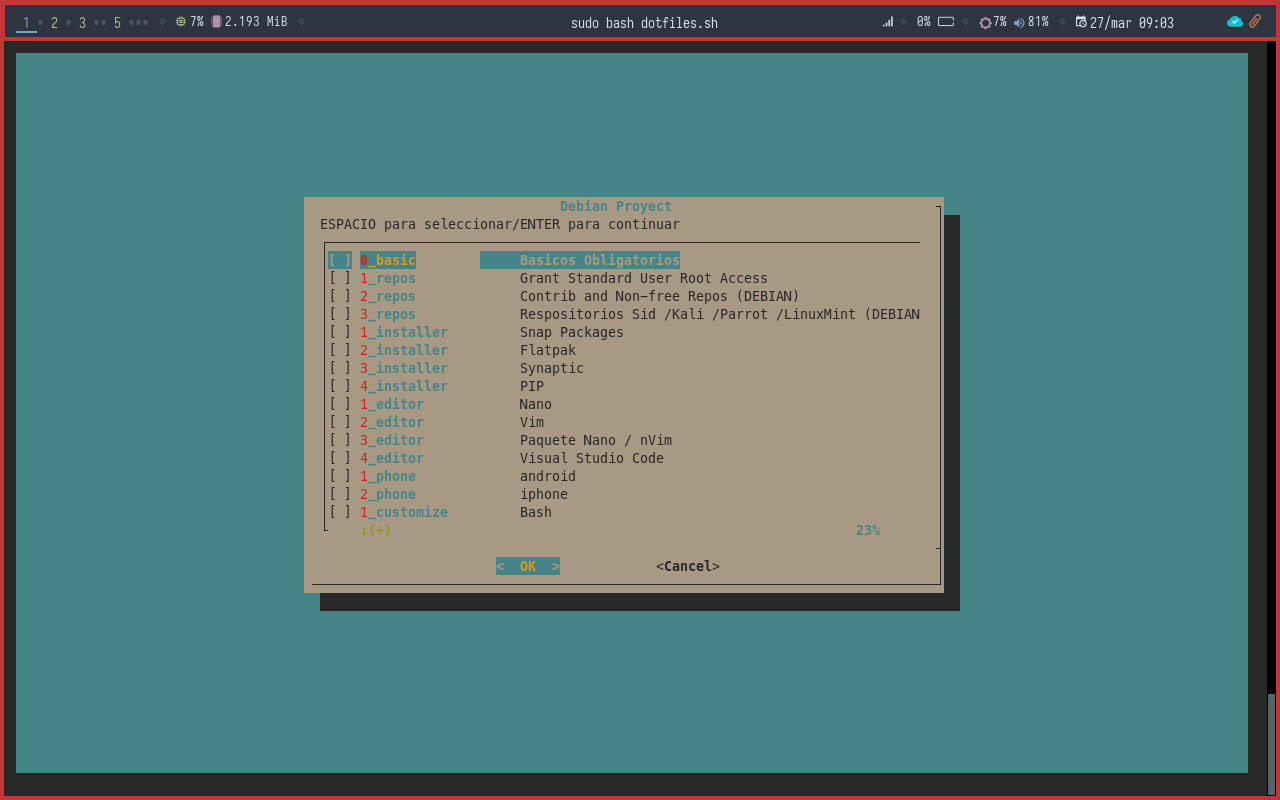 1 2 3 5 7% 2.193 MiB sudo bash dotfiles.sh 0% 7% 81% 27/mar 09:03
Debian Proyect
ESPACIO para seleccionar/ENTER para continuar
[ ] 0_basic Basicos Obligatorios
[ ] 1_repos Grant Standard User Root Access
[ ] 2_repos Contrib and Non-free Repos (DEBIAN)
[ ] 3_repos Respositorios Sid /Kali /Parrot /LinuxMint (DEBIAN
[ ] 1_installer Snap Packages
[ ] 2_installer Flatpak
[ ] 3_installer Synaptic
[ ] 4_installer PIP
[ ] 1_editor Nano
[ ] 2_editor Vim
[ ] 3_editor Paquete Nano / nVim
[ ] 4_editor Visual Studio Code
[ ] 1_phone android
[ ] 2_phone iphone
[ ] 1_customize Bash
↓(+) 23%
< OK > <Cancel>